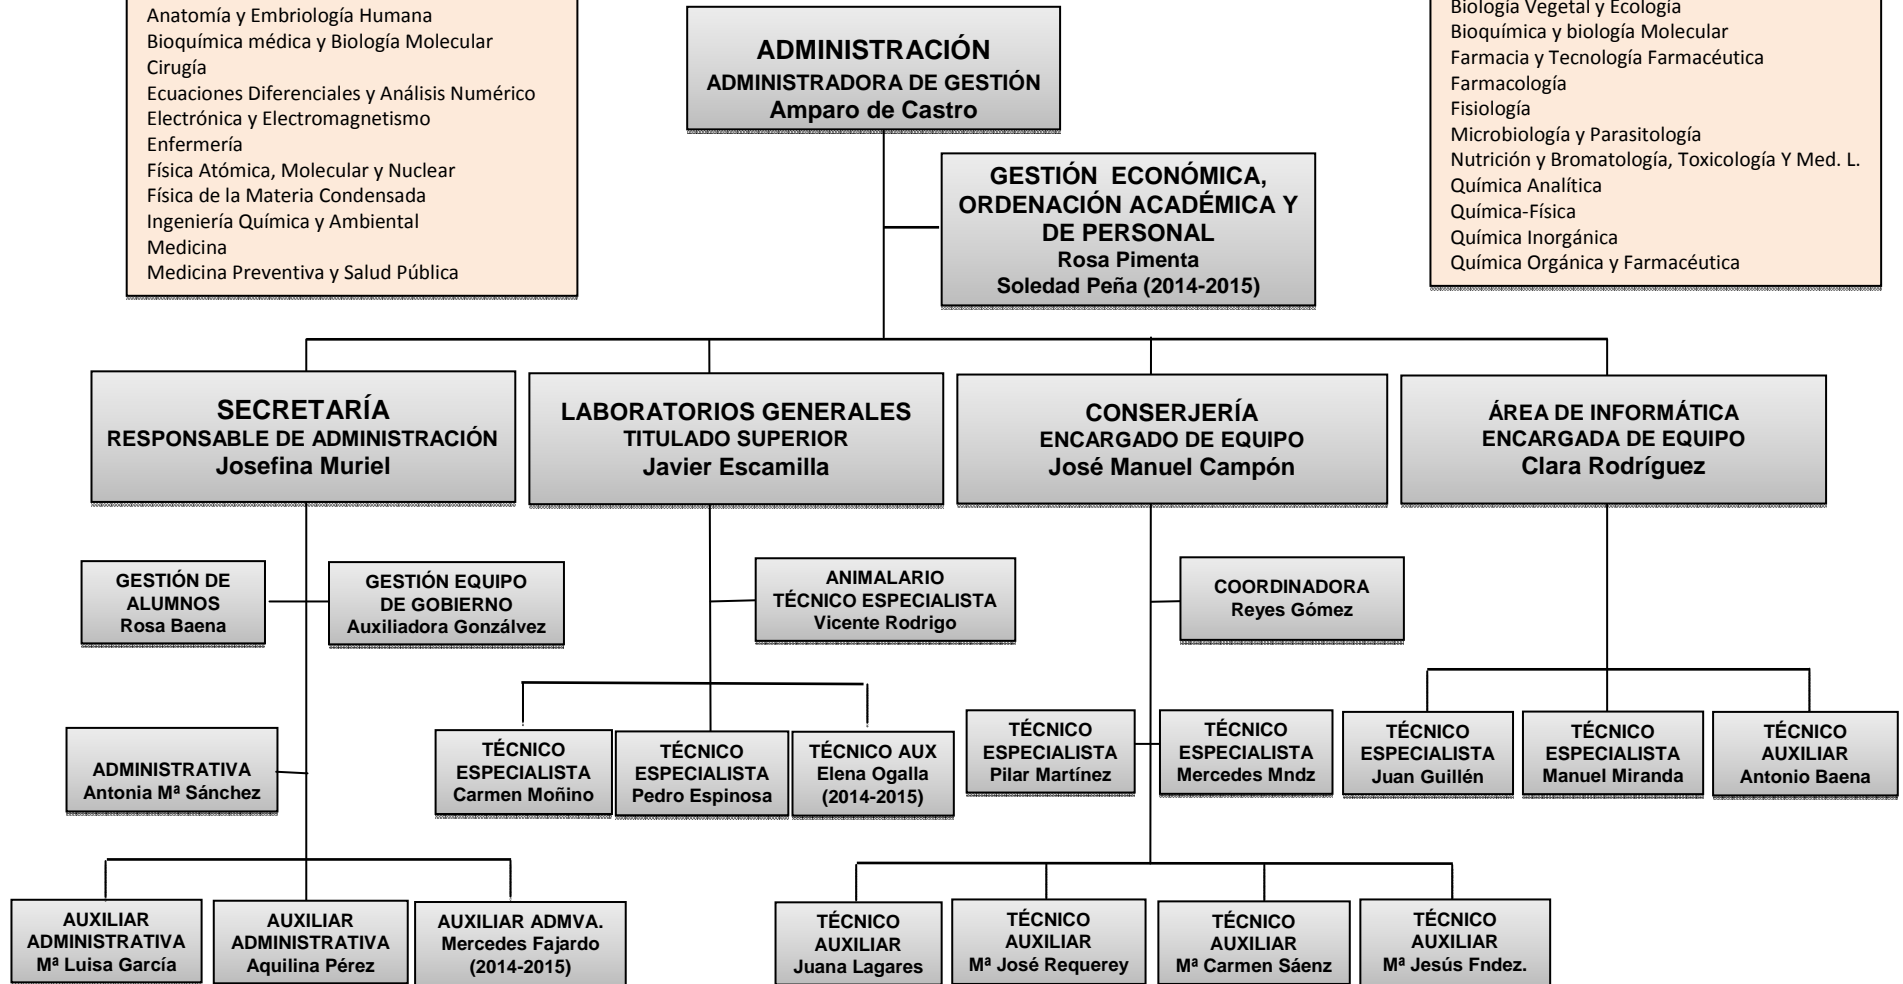 Anatomía y Embriología Humana
Bioquímica médica y Biología Molecular
Cirugía
Ecuaciones Diferenciales y Análisis Numérico
Electrónica y Electromagnetismo
Enfermería
Física Atómica, Molecular y Nuclear
Física de la Materia Condensada
Ingeniería Química y Ambiental
Medicina
Medicina Preventiva y Salud Pública
ADMINISTRACIÓN
ADMINISTRADORA DE GESTIÓN
Amparo de Castro
GESTIÓN ECONÓMICA,
ORDENACIÓN ACADÉMICA Y
DE PERSONAL
Rosa Pimenta
Soledad Peña (2014-2015)
Biología Vegetal y Ecología
Bioquímica y biología Molecular
Farmacia y Tecnología Farmacéutica
Farmacología
Fisiología
Microbiología y Parasitología
Nutrición y Bromatología, Toxicología Y Med. L.
Química Analítica
Química-Física
Química Inorgánica
Química Orgánica y Farmacéutica
SECRETARÍA
RESPONSABLE DE ADMINISTRACIÓN
Josefina Muriel
LABORATORIOS GENERALES
TITULADO SUPERIOR
Javier Escamilla
CONSERJERÍA
ENCARGADO DE EQUIPO
José Manuel Campón
ÁREA DE INFORMÁTICA
ENCARGADA DE EQUIPO
Clara Rodríguez
GESTIÓN DE
ALUMNOS
Rosa Baena
GESTIÓN EQUIPO
DE GOBIERNO
Auxiliadora Gonzálvez
ANIMALARIO
TÉCNICO ESPECIALISTA
Vicente Rodrigo
COORDINADORA
Reyes Gómez
ADMINISTRATIVA
Antonia Mª Sánchez
TÉCNICO
ESPECIALISTA
Carmen Moñino
TÉCNICO
ESPECIALISTA
Pedro Espinosa
TÉCNICO AUX
Elena Ogalla
(2014-2015)
TÉCNICO
ESPECIALISTA
Pilar Martínez
TÉCNICO
ESPECIALISTA
Mercedes Mndz
TÉCNICO
ESPECIALISTA
Juan Guillén
TÉCNICO
ESPECIALISTA
Manuel Miranda
TÉCNICO
AUXILIAR
Antonio Baena
AUXILIAR
ADMINISTRATIVA
Mª Luisa García
AUXILIAR
ADMINISTRATIVA
Aquilina Pérez
AUXILIAR ADMVA.
Mercedes Fajardo
(2014-2015)
TÉCNICO
AUXILIAR
Juana Lagares
TÉCNICO
AUXILIAR
Mª José Requerey
TÉCNICO
AUXILIAR
Mª Carmen Sáenz
TÉCNICO
AUXILIAR
Mª Jesús Fndez.